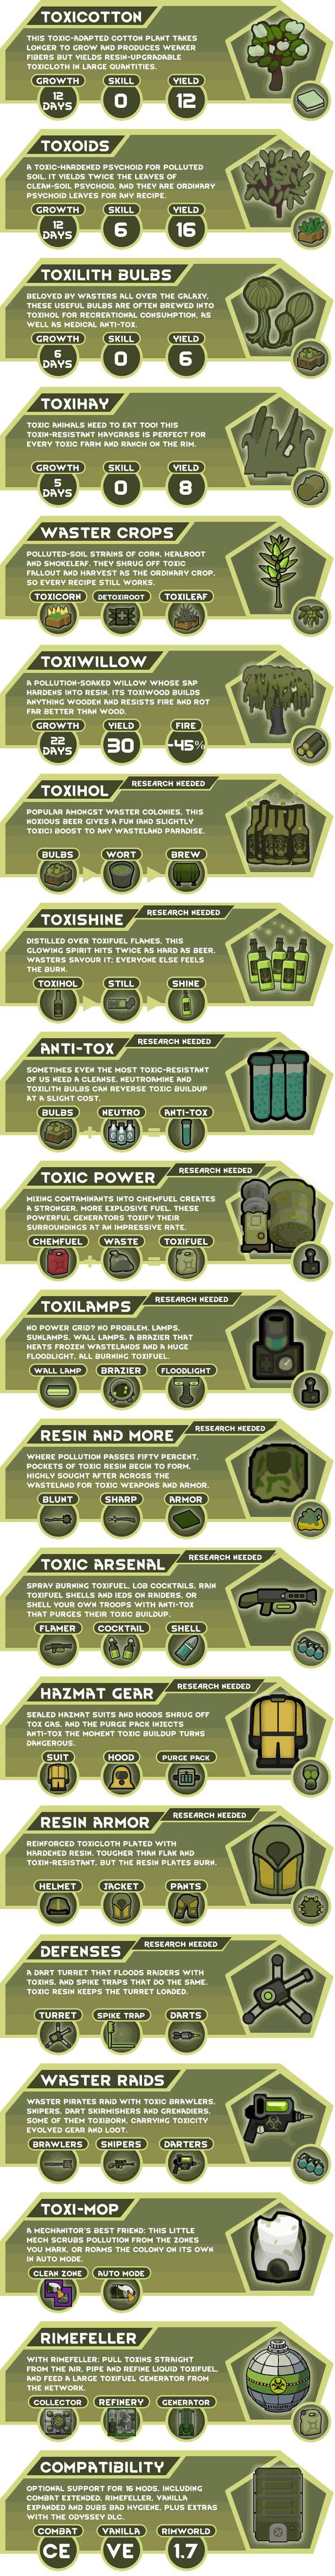 TOXICOTTON
THIS TOXIC-ADAPTED COTTON PLANT TAKES
LONGER TO GROW AND PRODUCES WEAKER
FIBERS BUT YIELDS RESIN-UPGRADABLE
TOXICLOTH IN LARGE QUANTITIES.
GROWTH SKILL YIELD
12 DAYS 0 12
TOXOIDS
A TOXIC-HARDENED PSYCHOID FOR POLLUTED
SOIL. IT YIELDS TWICE THE LEAVES OF
CLEAN-SOIL PSYCHOID, AND THEY ARE ORDINARY
PSYCHOID LEAVES FOR ANY RECIPE.
GROWTH SKILL YIELD
12 DAYS 6 16
TOXILITH BULBS
BELOVED BY WASTERS ALL OVER THE GALAXY,
THESE USEFUL BULBS ARE OFTEN BREWED INTO
TOXIHOL FOR RECREATIONAL CONSUMPTION, AS
WELL AS MEDICAL ANTI-TOX.
GROWTH SKILL YIELD
6 DAYS 0 6
TOXIHAY
TOXIC ANIMALS NEED TO EAT TOO! THIS
TOXIN-RESISTANT HAYGRASS IS PERFECT FOR
EVERY TOXIC FARM AND RANCH ON THE RIM.
GROWTH SKILL YIELD
5 DAYS 0 8
WASTER CROPS
POLLUTED-SOIL STRAINS OF CORN, HEALROOT
AND SMOKELEAF. THEY SHRUG OFF TOXIC
FALLOUT AND HARVEST AS THE ORDINARY CROP,
SO EVERY RECIPE STILL WORKS.
TOXICORN DETOXIROOT TOXILEAF
TOXIWILLOW
A POLLUTION-SOAKED WILLOW WHOSE SAP
HARDENS INTO RESIN. ITS TOXIWOOD BUILDS
ANYTHING WOODEN AND RESISTS FIRE AND ROT
FAR BETTER THAN WOOD.
GROWTH YIELD FIRE
22 DAYS 30 -45%
TOXIHOL RESEARCH NEEDED
POPULAR AMONGST WASTER COLONIES, THIS
NOXIOUS BEER GIVES A FUN (AND SLIGHTLY
TOXIC) BOOST TO ANY WASTELAND PARADISE.
BULBS WORT BREW
TOXISHINE RESEARCH NEEDED
DISTILLED OVER TOXIFUEL FLAMES, THIS
GLOWING SPIRIT HITS TWICE AS HARD AS BEER.
WASTERS SAVOUR IT; EVERYONE ELSE FEELS
THE BURN.
TOXIHOL STILL SHINE
ANTI-TOX RESEARCH NEEDED
SOMETIMES EVEN THE MOST TOXIC-RESISTANT
OF US NEED A CLEANSE. NEUTROAMINE AND
TOXILITH BULBS CAN REVERSE TOXIC BUILDUP
AT A SLIGHT COST.
BULBS NEUTRO ANTI-TOX
TOXIC POWER RESEARCH NEEDED
MIXING CONTAMINANTS INTO CHEMFUEL CREATES
A STRONGER, MORE EXPLOSIVE FUEL. THESE
POWERFUL GENERATORS TOXIFY THEIR
SURROUNDINGS AT AN IMPRESSIVE RATE.
CHEMFUEL WASTE TOXIFUEL
TOXILAMPS RESEARCH NEEDED
NO POWER GRID? NO PROBLEM. LAMPS,
SUNLAMPS, WALL LAMPS, A BRAZIER THAT
HEATS FROZEN WASTELANDS AND A HUGE
FLOODLIGHT, ALL BURNING TOXIFUEL.
WALL LAMP BRAZIER FLOODLIGHT
RESIN AND MORE RESEARCH NEEDED
WHERE POLLUTION PASSES FIFTY PERCENT,
POCKETS OF TOXIC RESIN BEGIN TO FORM,
HIGHLY SOUGHT AFTER ACROSS THE
WASTELAND FOR TOXIC WEAPONS AND ARMOR.
BLUNT SHARP ARMOR
TOXIC ARSENAL RESEARCH NEEDED
SPRAY BURNING TOXIFUEL, LOB COCKTAILS, RAIN
TOXIFUEL SHELLS AND IEDS ON RAIDERS, OR
SHELL YOUR OWN TROOPS WITH ANTI-TOX
THAT PURGES THEIR TOXIC BUILDUP.
FLAMER COCKTAIL SHELL
HAZMAT GEAR RESEARCH NEEDED
SEALED HAZMAT SUITS AND HOODS SHRUG OFF
TOX GAS, AND THE PURGE PACK INJECTS
ANTI-TOX THE MOMENT TOXIC BUILDUP TURNS
DANGEROUS.
SUIT HOOD PURGE PACK
RESIN ARMOR RESEARCH NEEDED
REINFORCED TOXICLOTH PLATED WITH
HARDENED RESIN. TOUGHER THAN FLAK AND
TOXIN-RESISTANT, BUT THE RESIN PLATES BURN.
HELMET JACKET PANTS
DEFENSES RESEARCH NEEDED
A DART TURRET THAT FLOODS RAIDERS WITH
TOXINS, AND SPIKE TRAPS THAT DO THE SAME.
TOXIC RESIN KEEPS THE TURRET LOADED.
TURRET SPIKE TRAP DARTS
WASTER RAIDS
WASTER PIRATES RAID WITH TOXIC BRAWLERS,
SNIPERS, DART SKIRMISHERS AND GRENADIERS,
SOME OF THEM TOXIBORN, CARRYING TOXICITY
EVOLVED GEAR AND LOOT.
BRAWLERS SNIPERS DARTERS
TOXI-MOP
A MECHANITOR'S BEST FRIEND: THIS LITTLE
MECH SCRUBS POLLUTION FROM THE ZONES
YOU MARK, OR ROAMS THE COLONY ON ITS OWN
IN AUTO MODE.
CLEAN ZONE AUTO MODE
RIMEFELLER
WITH RIMEFELLER: PULL TOXINS STRAIGHT
FROM THE AIR, PIPE AND REFINE LIQUID TOXIFUEL,
AND FEED A LARGE TOXIFUEL GENERATOR FROM
THE NETWORK.
COLLECTOR REFINERY GENERATOR
COMPATIBILITY
OPTIONAL SUPPORT FOR 16 MODS, INCLUDING
COMBAT EXTENDED, RIMEFELLER, VANILLA
EXPANDED AND DUBS BAD HYGIENE, PLUS EXTRAS
WITH THE ODYSSEY DLC.
COMBAT VANILLA RIMWORLD
CE VE 1.7